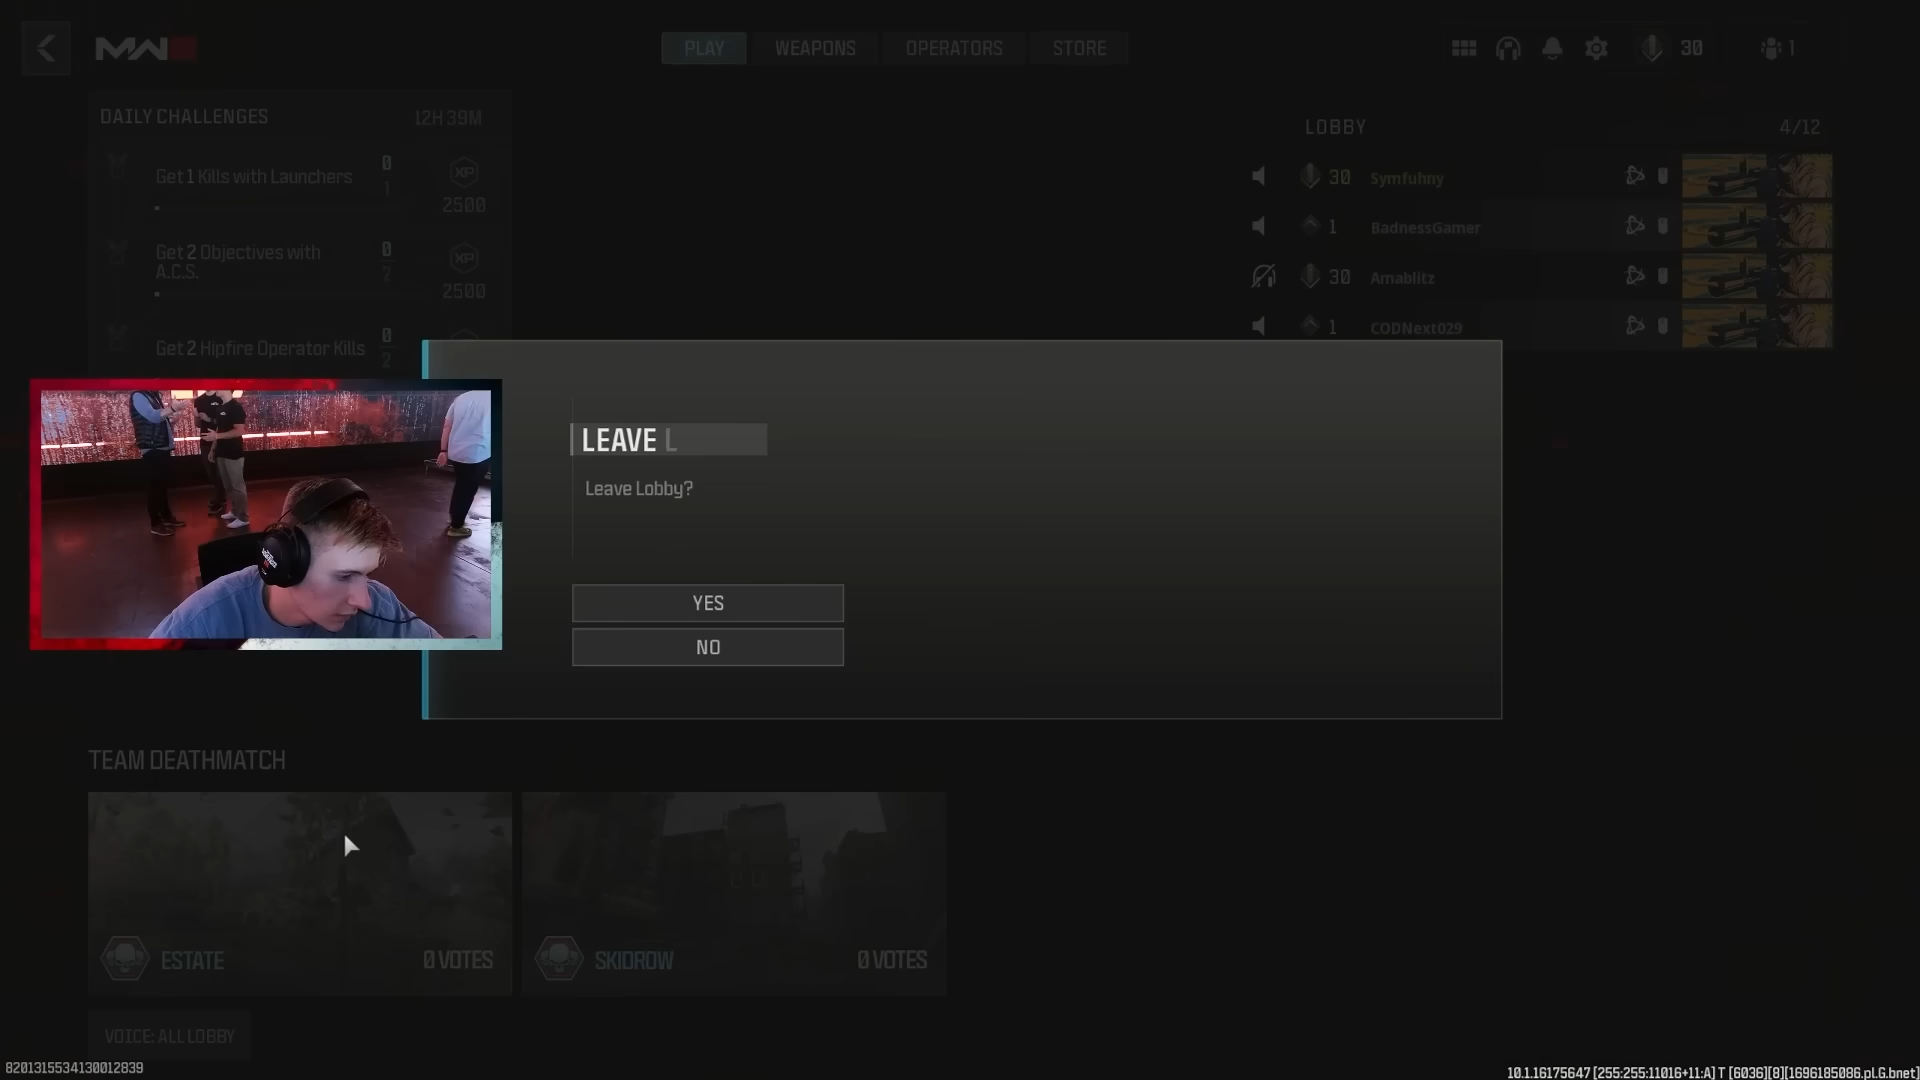 MW
PLAY
WEAPONS
OPERATORS
STORE
30
1
DAILY CHALLENGES
12H 39M
Get 1 Kills with Launchers
0
1
XP
2500
Get 2 Objectives with
A.C.S.
0
2
XP
2500
Get 2 Hipfire Operator Kills
0
2
LOBBY
4/12
30 Symfuhny
1 BadnessGamer
30 Amablitz
1 CODNext029
LEAVE L
Leave Lobby?
YES
NO
TEAM DEATHMATCH
ESTATE
0 VOTES
SKIDROW
0 VOTES
VOICE: ALL LOBBY
8201315534130012839
10.1.16175647 [255:255:11016+11:A] T [6036][8][1696185086.pl.G.bnet]